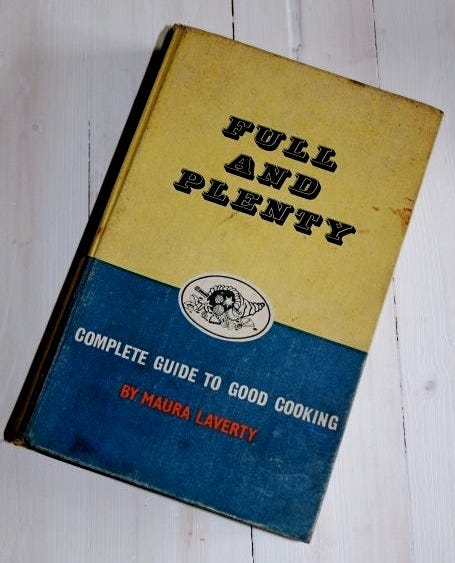 FULL
AND
PLENTY
COMPLETE GUIDE TO GOOD COOKING
BY MAURA LAVERTY